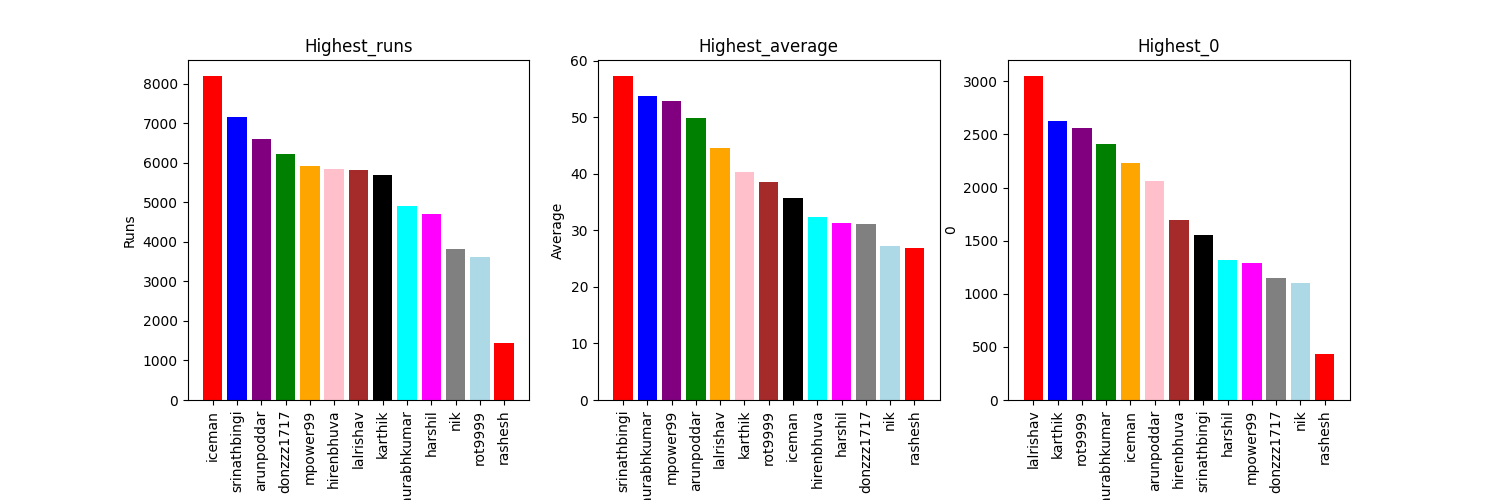 Highest_runs
Runs
8000
7000
6000
5000
4000
3000
2000
1000
0
iceman
srinathbingi
arunpoddar
donzzz1717
mpower99
hirenbhuva
lalrishav
karthik
urabhkumar
harshil
nik
rot9999
rashesh
Highest_average
Average
60
50
40
30
20
10
0
srinathbingi
urabhkumar
mpower99
arunpoddar
lalrishav
karthik
rot9999
iceman
hirenbhuva
harshil
donzzz1717
nik
rashesh
Highest_0
0
3000
2500
2000
1500
1000
500
0
lalrishav
karthik
rot9999
urabhkumar
iceman
arunpoddar
hirenbhuva
srinathbingi
harshil
mpower99
donzzz1717
nik
rashesh